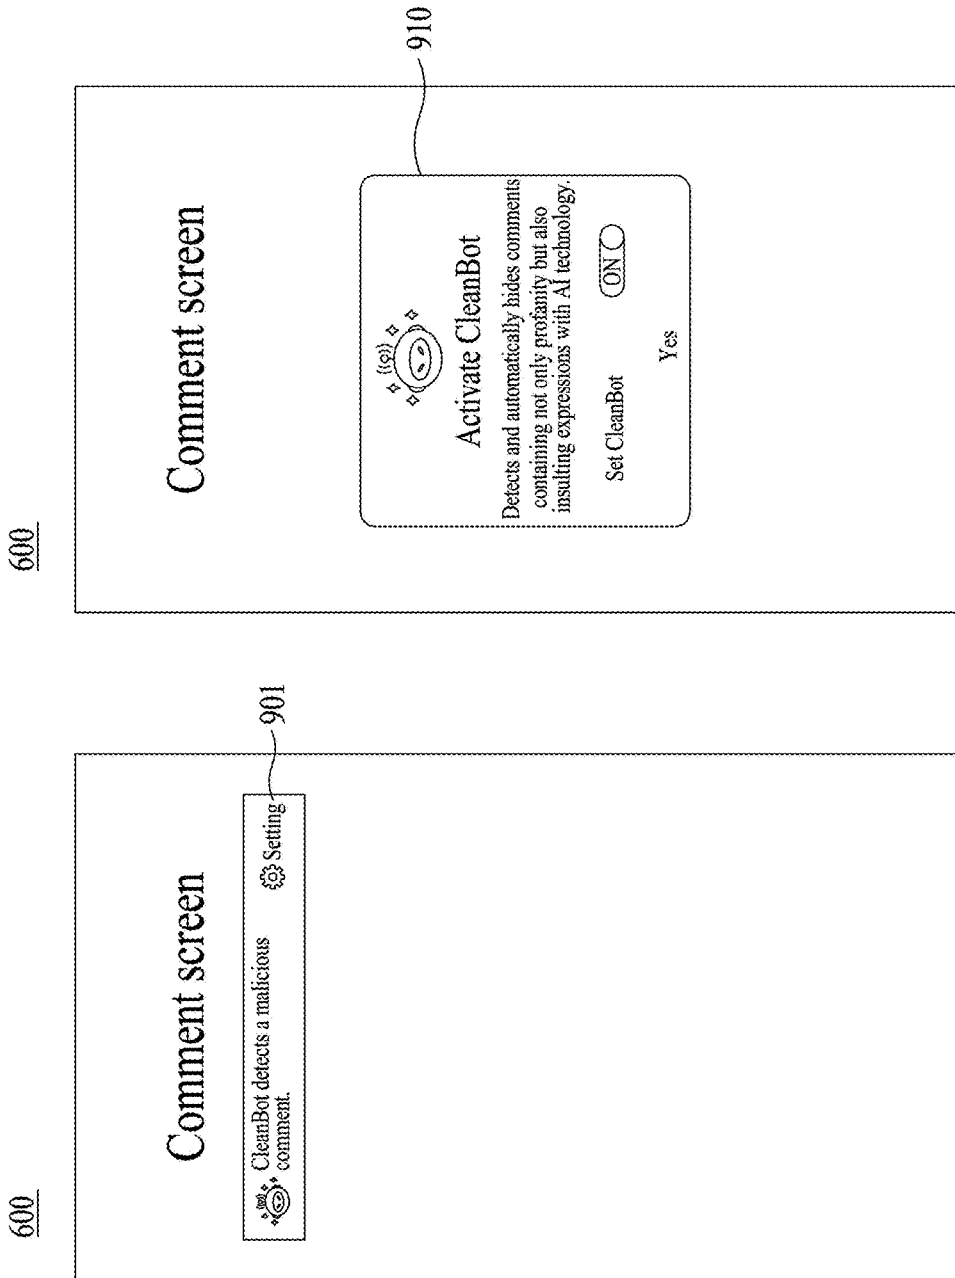 600
Comment screen
CleanBot detects a malicious
comment.
Setting
901
600
Comment screen
910
Activate CleanBot
Detects and automatically hides comments
containing not only profanity but also
insulting expressions with AI technology.
Set CleanBot
ON
Yes